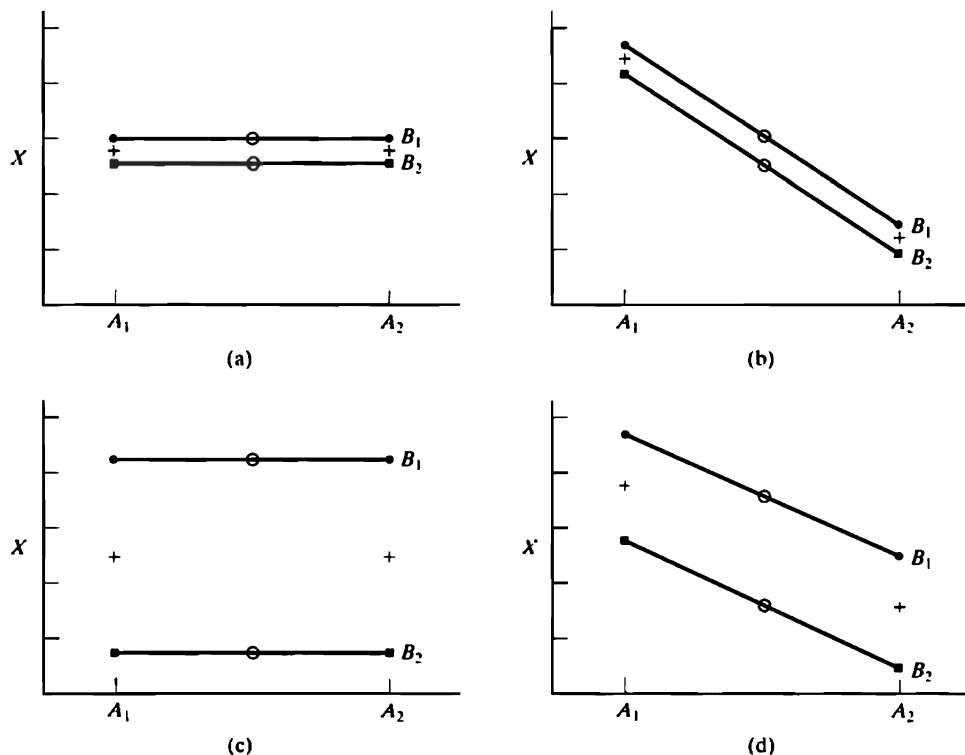 X
B₁
B₂
A₁ A₂
(a)
X
B₁
B₂
A₁ A₂
(b)
X
B₁
B₂
A₁ A₂
(c)
X
B₁
B₂
A₁ A₂
(d)